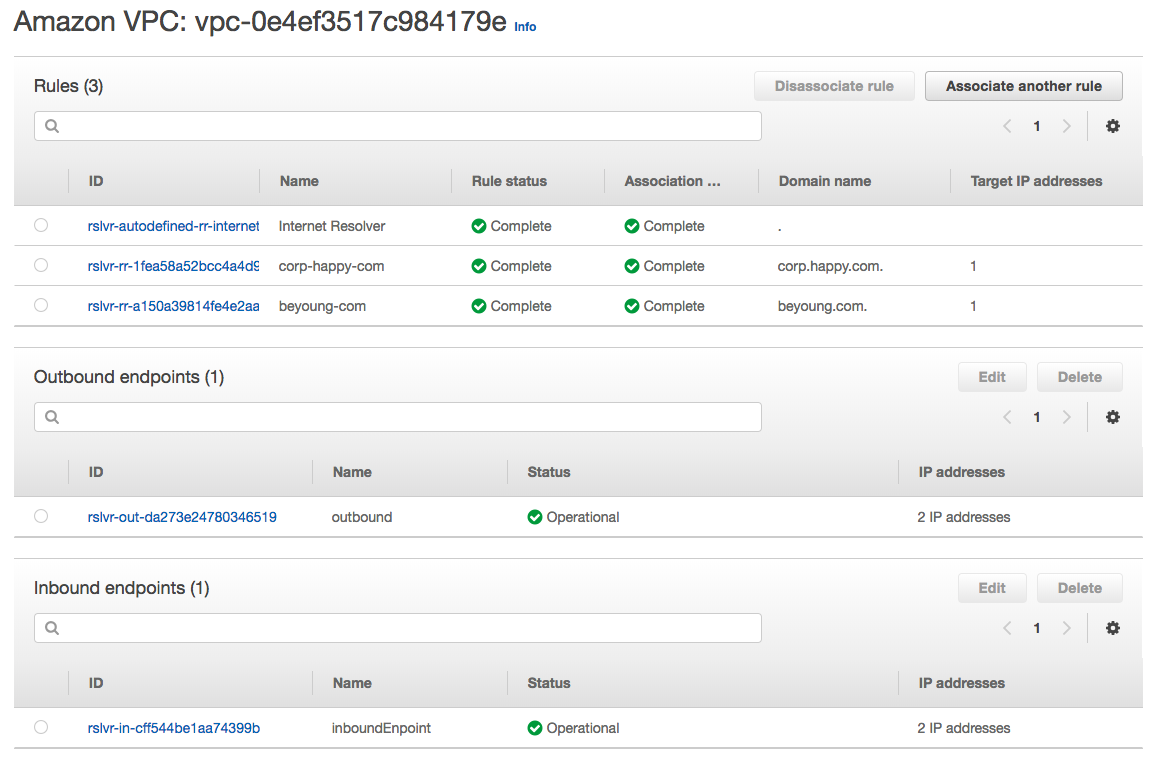 Amazon VPC: vpc-0e4ef3517c984179e Info
Rules (3) Disassociate rule Associate another rule
1
ID Name Rule status Association ... Domain name Target IP addresses
rslvr-autodefined-rr-internet Internet Resolver Complete Complete .
rslvr-rr-1fea58a52bcc4a4d9 corp-happy-com Complete Complete corp.happy.com. 1
rslvr-rr-a150a39814fe4e2aa beyoung-com Complete Complete beyoung.com. 1
Outbound endpoints (1) Edit Delete
1
ID Name Status IP addresses
rslvr-out-da273e24780346519 outbound Operational 2 IP addresses
Inbound endpoints (1) Edit Delete
1
ID Name Status IP addresses
rslvr-in-cff544be1aa74399b inboundEnpoint Operational 2 IP addresses